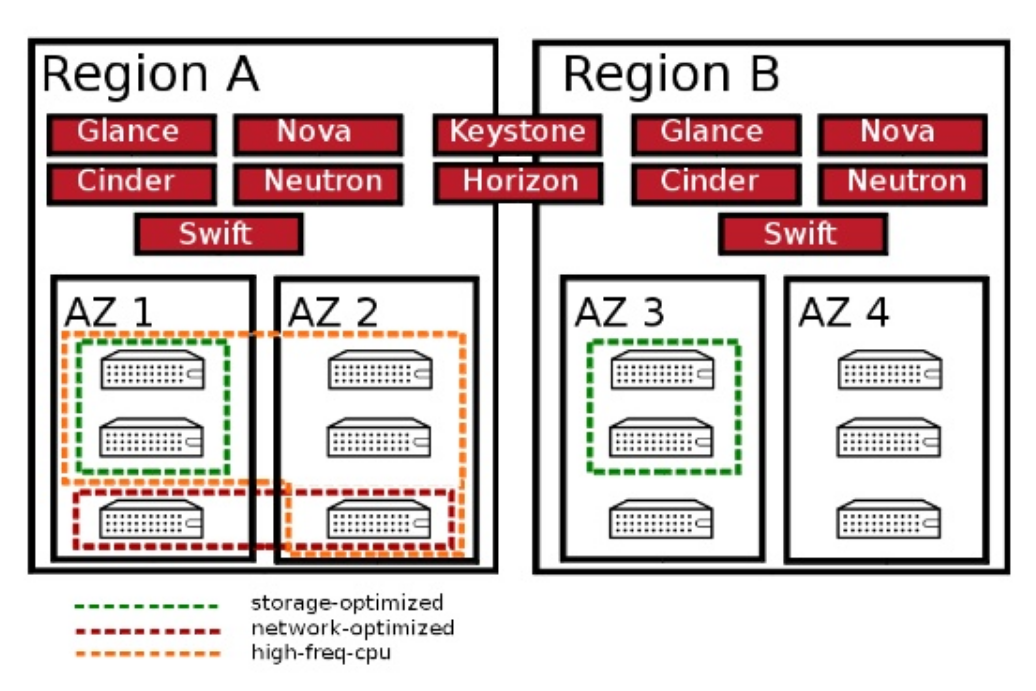 Region A
Glance
Nova
Cinder
Neutron
Swift
Keystone
Horizon
Region B
Glance
Nova
Cinder
Neutron
Swift
AZ 1
AZ 2
AZ 3
AZ 4
storage-optimized
network-optimized
high-freq-cpu